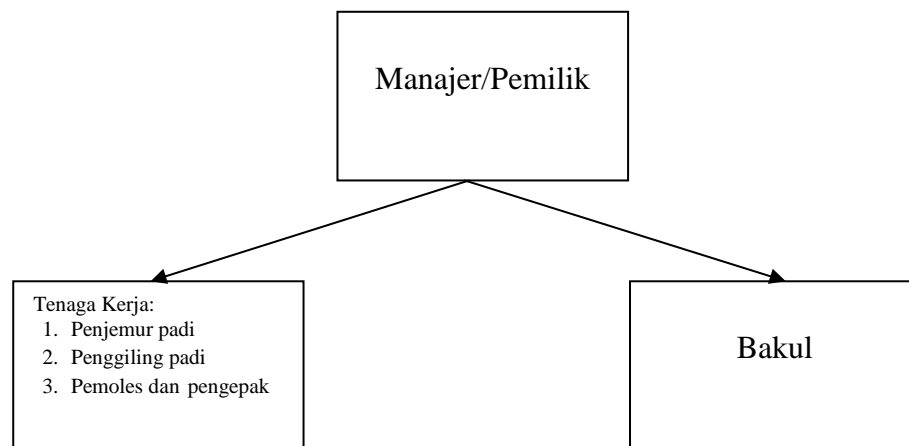 Manajer/Pemilik
Tenaga Kerja:
1. Penjemur padi
2. Penggiling padi
3. Pemoles dan pengepak
Bakul